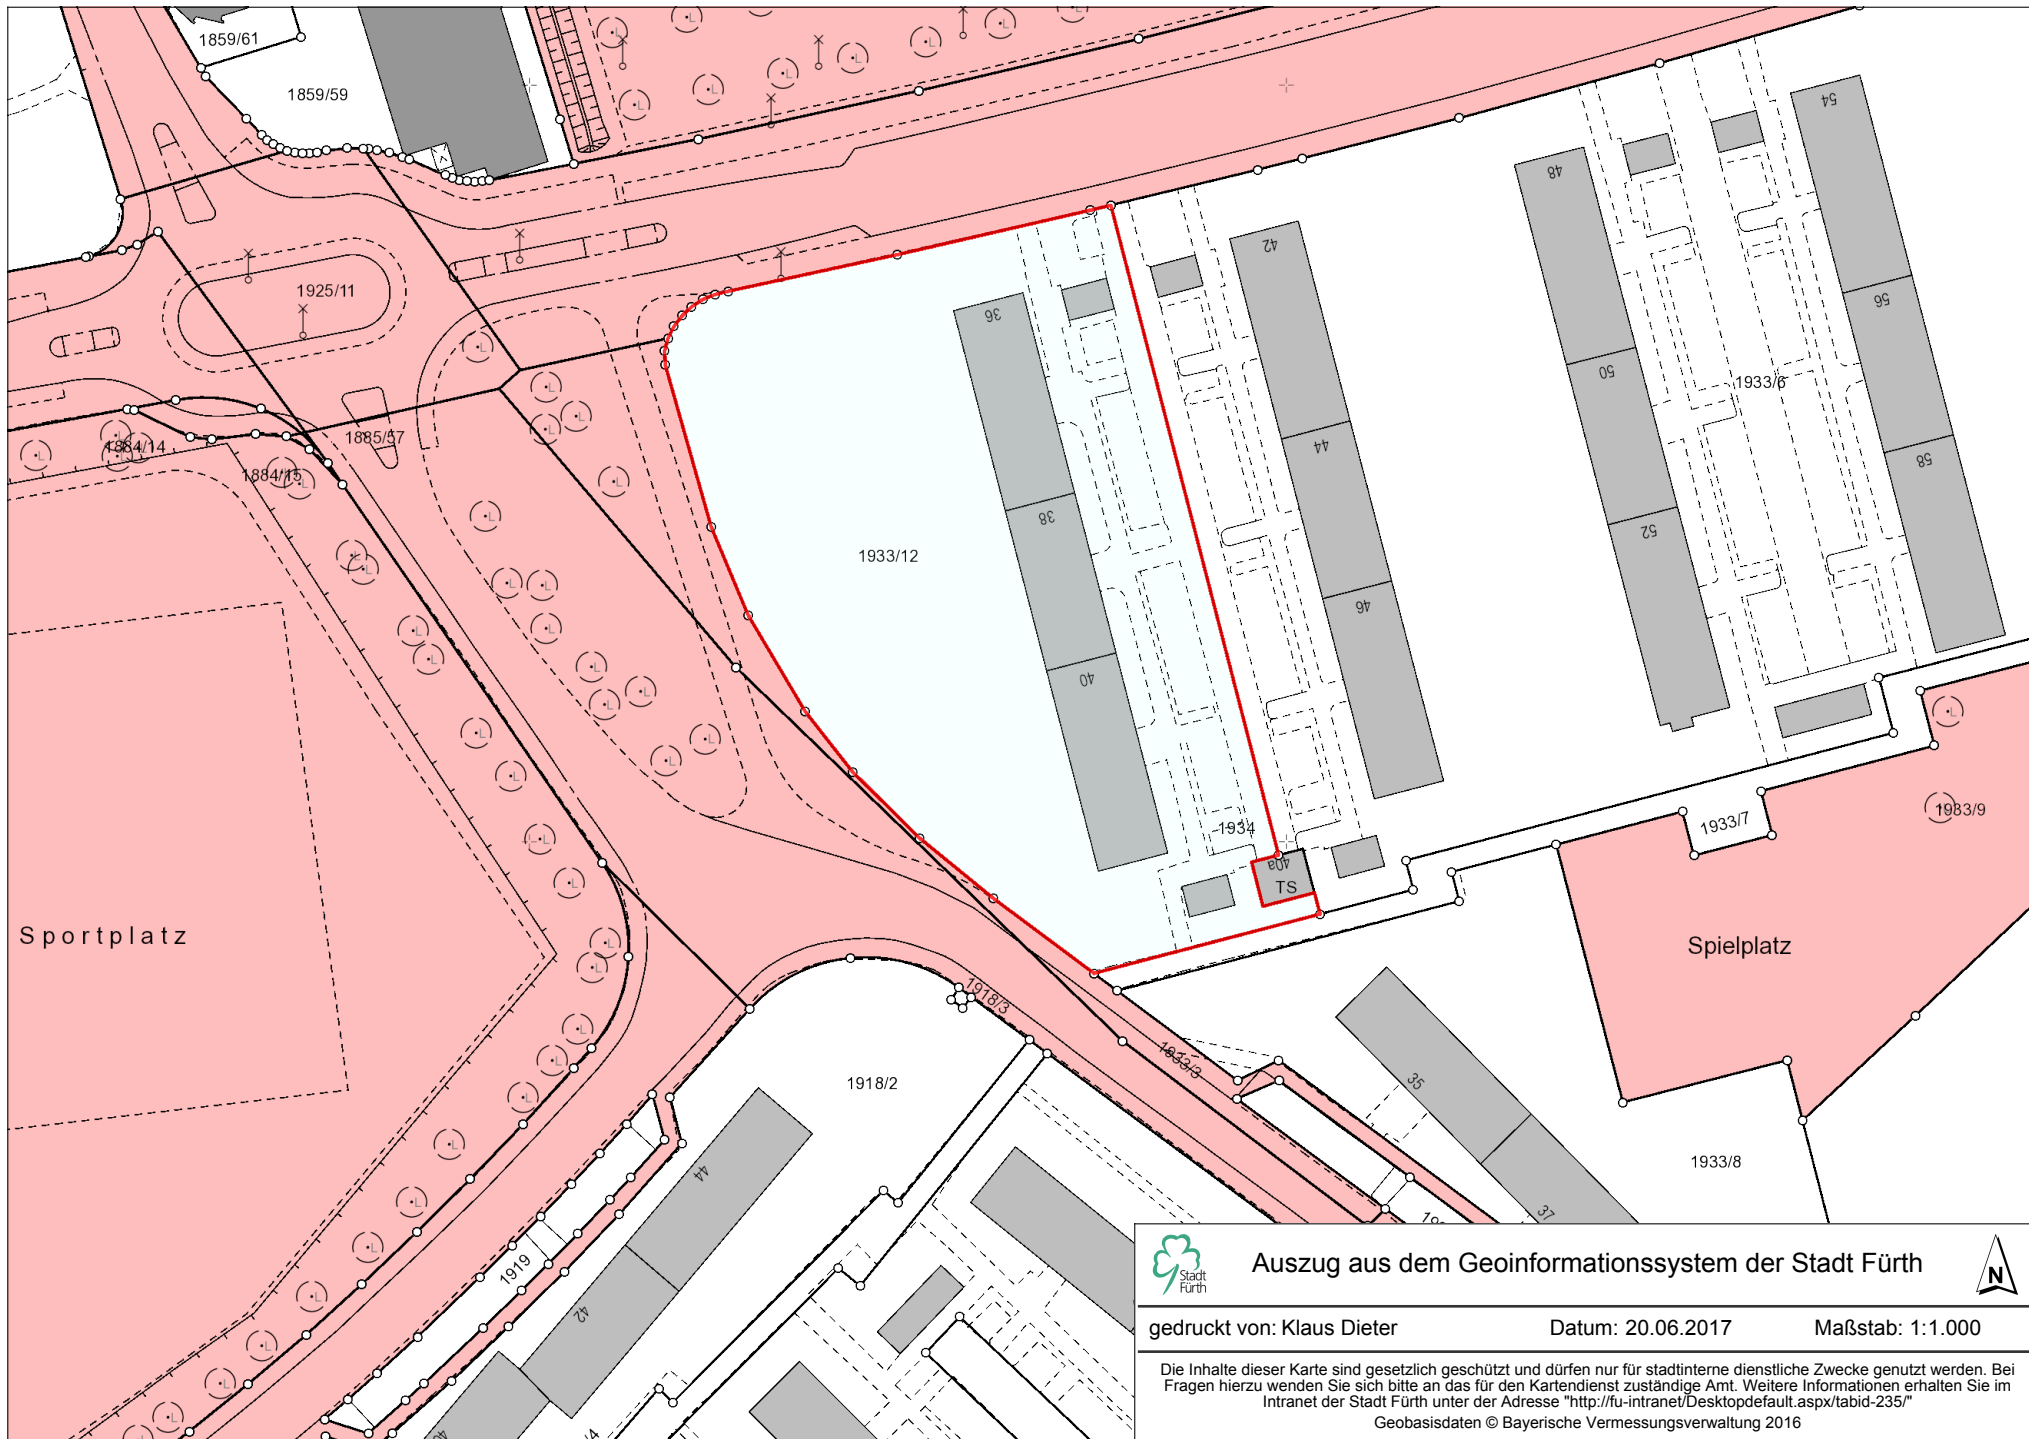 1859/61
1859/59
54
48
42
1925/11
36
56
50
1933/6
1885/57
1884/14
1884/15
44
58
38
52
1933/12
46
40
1934
40a
TS
1933/7
1933/9
Sportplatz
Spielplatz
1918/3
1933/3
1918/2
35
1933/8
44
37
1919
42
Stadt
Fürth
Auszug aus dem Geoinformationssystem der Stadt Fürth
N
gedruckt von: Klaus Dieter
Datum: 20.06.2017
Maßstab: 1:1.000
Die Inhalte dieser Karte sind gesetzlich geschützt und dürfen nur für stadtinterne dienstliche Zwecke genutzt werden. Bei
Fragen hierzu wenden Sie sich bitte an das für den Kartendienst zuständige Amt. Weitere Informationen erhalten Sie im
Intranet der Stadt Fürth unter der Adresse "http://fu-intranet/Desktopdefault.aspx/tabid-235/"
Geobasisdaten © Bayerische Vermessungsverwaltung 2016